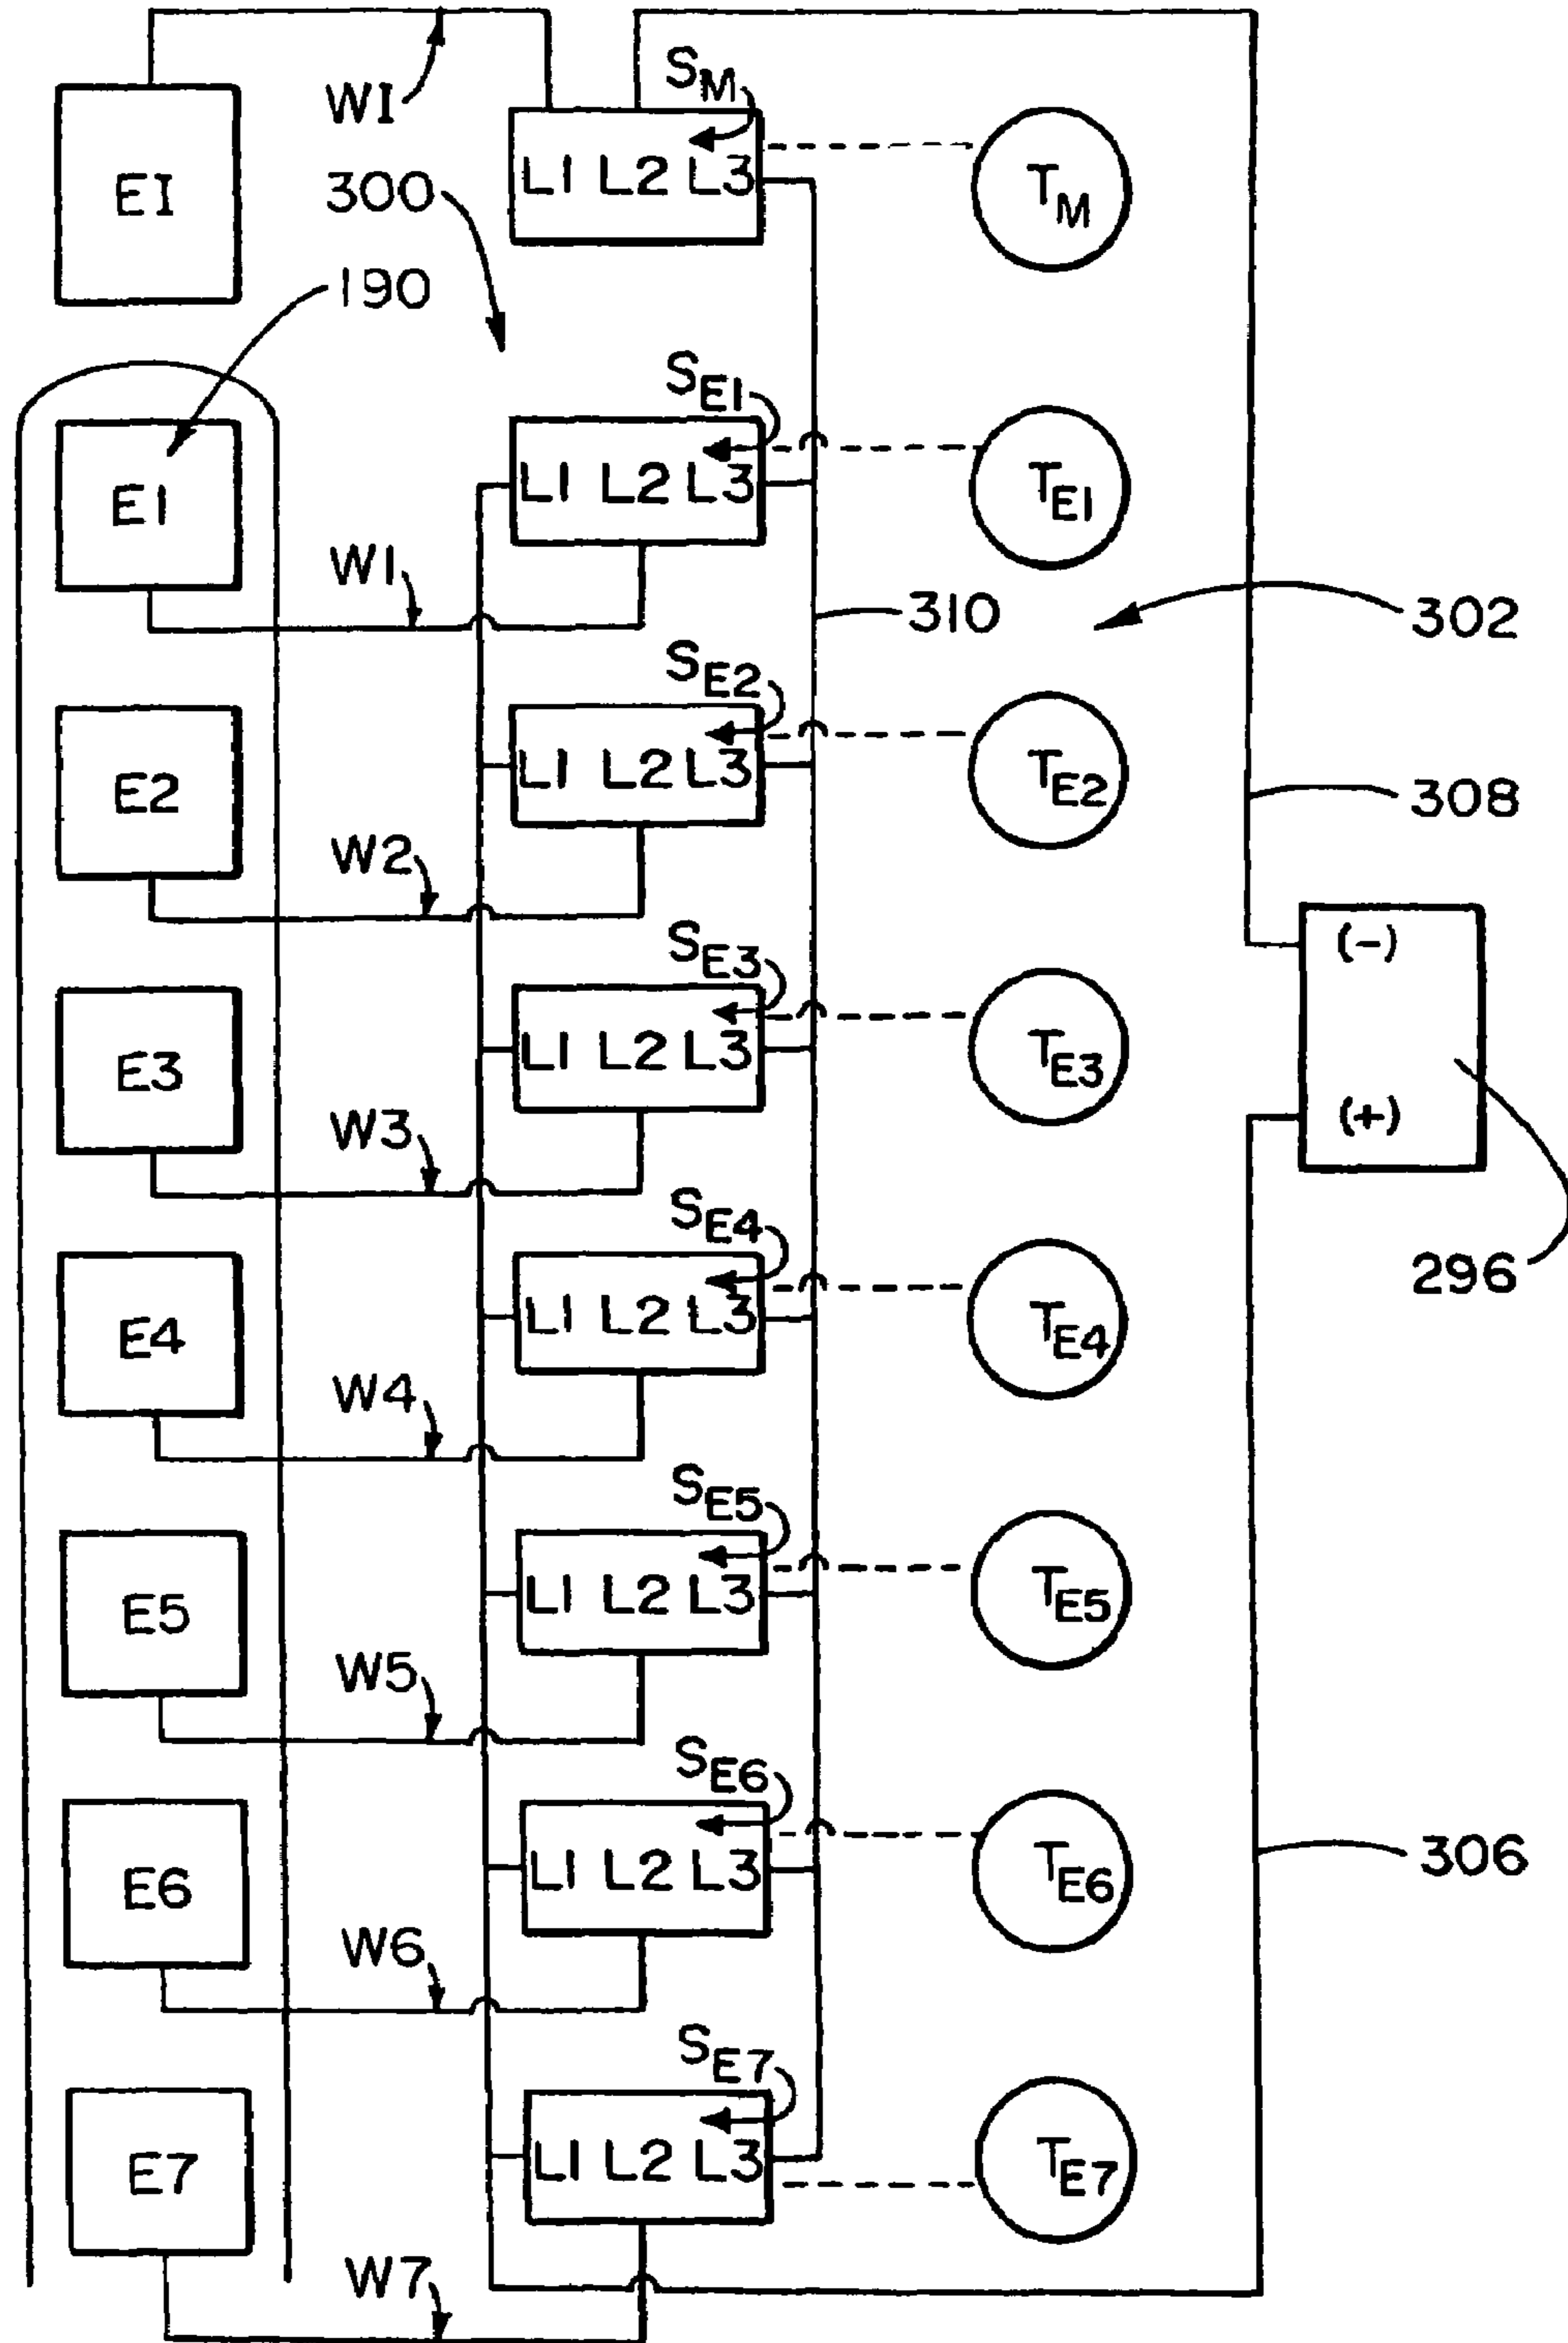 S_M
WI
L1 L2 L3
T_M
EI
300
190
S_E1
E1
L1 L2 L3
T_E1
W1
310
302
S_E2
E2
L1 L2 L3
T_E2
308
W2
S_E3
(-)
E3
L1 L2 L3
T_E3
(+)
W3
S_E4
296
E4
L1 L2 L3
T_E4
W4
S_E5
E5
L1 L2 L3
T_E5
W5
S_E6
306
E6
L1 L2 L3
T_E6
W6
S_E7
E7
L1 L2 L3
T_E7
W7